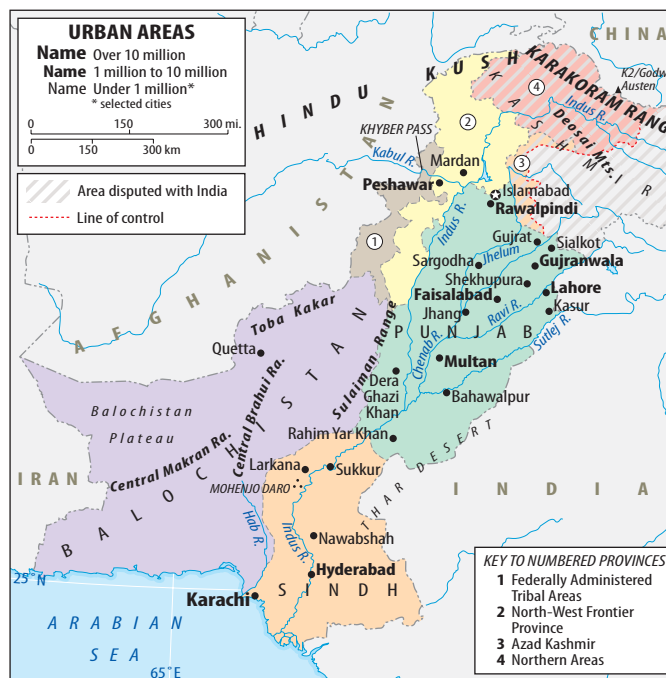 URBAN AREAS
Name Over 10 million
Name 1 million to 10 million
Name Under 1 million*
* selected cities
0 150 300 mi.
0 150 300 km
Area disputed with India
Line of control
CHINA
HINDU KUSH
KARAKORAM RANGE
K2/Godw
Austen
4
KASHMIR
Indus R.
Deosai Mts.
2
KHYBER PASS
3
Kabul R.
Mardan
Peshawar
Islamabad
Rawalpindi
AFGHANISTAN
Indus R.
1
Gujrat
Sialkot
Sargodha
Jhelum
Gujranwala
Shekhupura
Lahore
Faisalabad
Kasur
Jhang
Ravi R.
Toba Kakar
PUNJAB
Sutlej R.
Quetta
Chenab R.
Multan
Sulaiman Range
Dera
Ghazi
Khan
Bahawalpur
Central Brahui Ra.
Balochistan
Plateau
Rahim Yar Khan
BALOCHISTAN
Central Makran Ra.
IRAN
Larkana
Sukkur
THAR DESERT
INDIA
MOHENJO DARO
Hab R.
Indus R.
Nawabshah
Hyderabad
25°N
SINDH
Karachi
ARABIAN
SEA
65°E
KEY TO NUMBERED PROVINCES
1 Federally Administered
Tribal Areas
2 North-West Frontier
Province
3 Azad Kashmir
4 Northern Areas